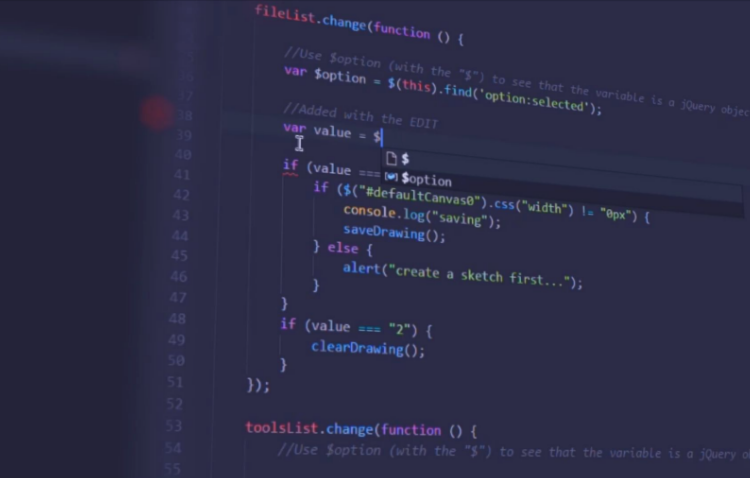 fileList.change(function () {
//Use $option (with the "$") to see that the variable is a jQuery objec
37
var $option = $(this).find('option:selected');
38
//Added with the EDIT
39
var value = $
40
$
41
if (value ===
$option
42
if ($("#defaultCanvas0").css("width") != "0px") {
43
console.log("saving");
44
saveDrawing();
45
} else {
46
alert("create a sketch first...");
47
}
48
}
49
if (value === "2") {
50
clearDrawing();
51
}
52
});
53
toolsList.change(function () {
54
//Use $option (with the "$") to see that the variable is a jQuery o
55